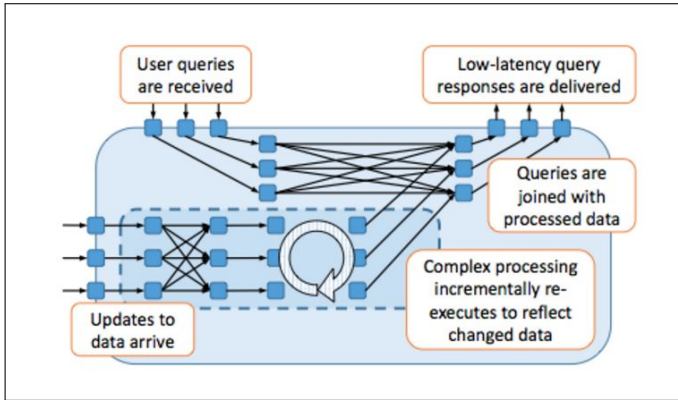 User queries
are received
Low-latency query
responses are delivered
Queries are
joined with
processed data
Updates to
data arrive
Complex processing
incrementally re-
executes to reflect
changed data